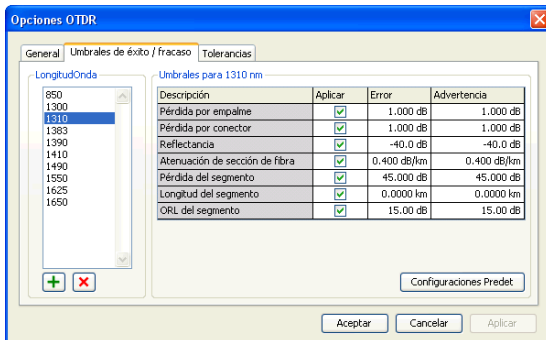 Opciones OTDR
General Umbrales de éxito / fracaso Tolerancias
LongitudOnda
850
1300
1310
1383
1390
1410
1490
1550
1625
1650
Umbrales para 1310 nm
Descripción Aplicar Error Advertencia
Pérdida por empalme 1.000 dB 1.000 dB
Pérdida por conector 1.000 dB 1.000 dB
Reflectancia -40.0 dB -40.0 dB
Atenuación de sección de fibra 0.400 dB/km 0.400 dB/km
Pérdida del segmento 45.000 dB 45.000 dB
Longitud del segmento 0.0000 km 0.0000 km
ORL del segmento 15.00 dB 15.00 dB
Configuraciones Predet
Aceptar Cancelar Aplicar